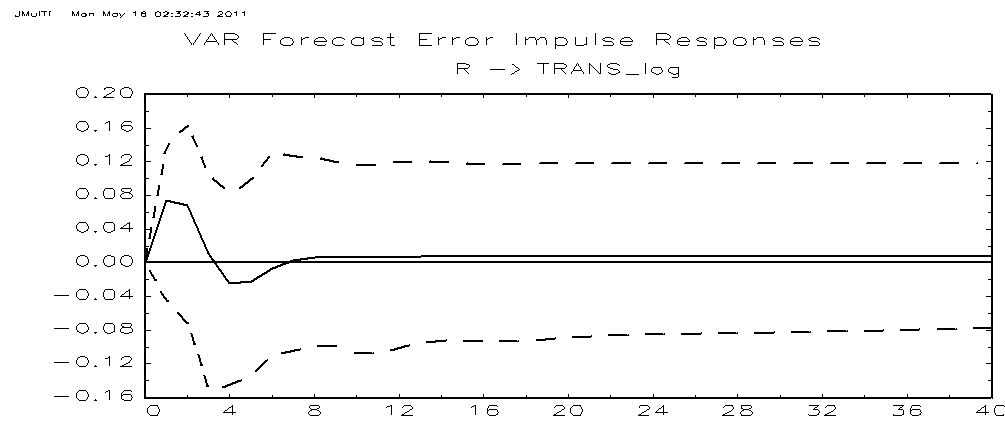 JMulTi Mon May 16 02:32:43 2011
VAR Forecast Error Impulse Responses
R -> TRANS_log
0.20
0.16
0.12
0.08
0.04
0.00
-0.04
-0.08
-0.12
-0.16
0 4 8 12 16 20 24 28 32 36 40